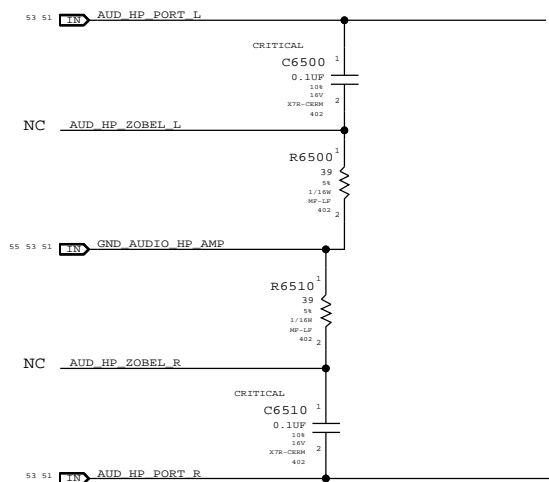 53 51 IN AUD_HP_PORT_L
CRITICAL
C6500 1
0.1UF
10%
16V
X7R-CERM
402
2
NC AUD_HP_ZOBEL_L
R6500 1
39
5%
1/16W
MF-LF
402
2
55 53 51 IN GND_AUDIO_HP_AMP
1
R6510
39
5%
1/16W
MF-LF
402
2
NC AUD_HP_ZOBEL_R
CRITICAL
C6510 1
0.1UF
10%
16V
X7R-CERM
402
2
53 51 IN AUD_HP_PORT_R